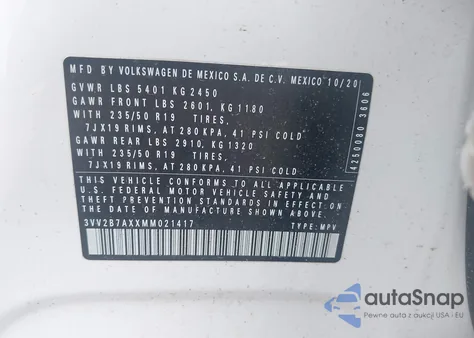 MFD BY VOLKSWAGEN DE MEXICO S.A. DE C.V. MEXICO 10/20
GVWR LBS 5401 KG 2450
GAWR FRONT LBS 2601, KG 1180
WITH 235/50 R19 TIRES,
7JX19 RIMS, AT 280 KPA, 41 PSI COLD
GAWR REAR LBS 2910, KG 1320
WITH 235/50 R19 TIRES,
7JX19 RIMS, AT 280 KPA, 41 PSI COLD
THIS VEHICLE CONFORMS TO ALL APPLICABLE
U.S. FEDERAL MOTOR VEHICLE SAFETY AND
THEFT PREVENTION STANDARDS IN EFFECT ON
THE DATE OF MANUFACTURE SHOWN ABOVE.
3VV2B7AXXMM021417 TYPE: MPV
4250080 3606
autoSnap
Pewne auta z aukcji USA i EU